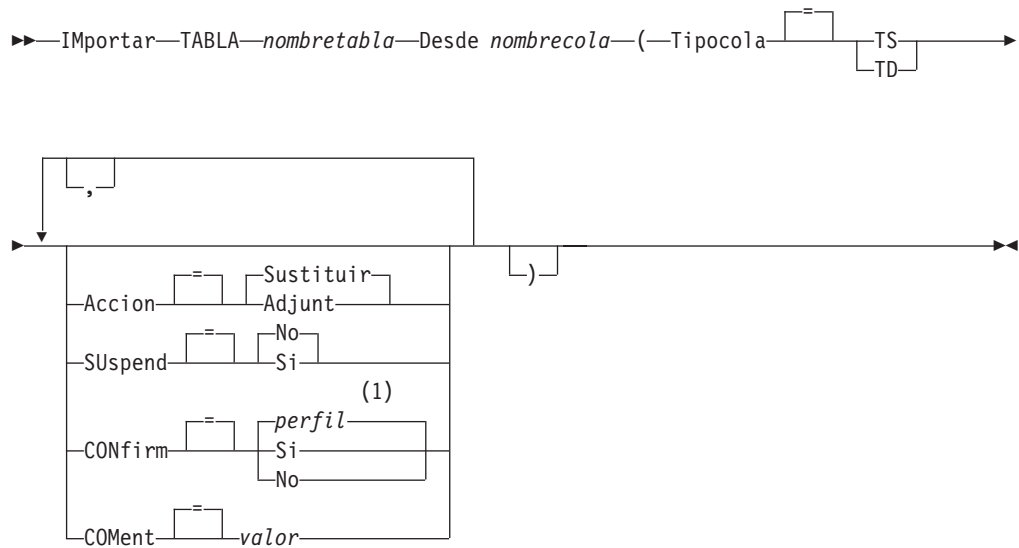 IMportar TABLA nombretabla Desde nombrecola ( Tipocola = TS
TD
,
)
Accion = Sustituir
Adjunt
SUspend = No
Si
(1)
CONfirm = perfil
Si
No
COMent = valor